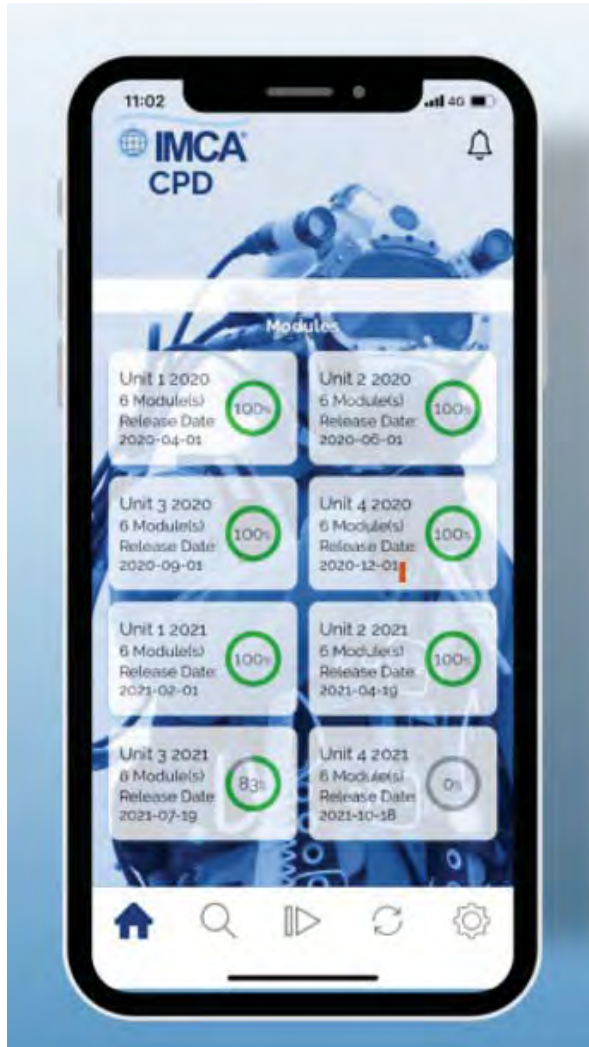 11:02
4G
IMCA
CPD
Modules
Unit 1 2020
6 Module(s)
Release Date:
2020-04-01
100%
Unit 2 2020
6 Module(s)
Release Date:
2020-06-01
100%
Unit 3 2020
6 Module(s)
Release Date:
2020-09-01
100%
Unit 4 2020
6 Module(s)
Release Date:
2020-12-01
100%
Unit 1 2021
6 Module(s)
Release Date:
2021-02-01
100%
Unit 2 2021
6 Module(s)
Release Date:
2021-04-19
100%
Unit 3 2021
6 Module(s)
Release Date:
2021-07-19
83%
Unit 4 2021
6 Module(s)
Release Date:
2021-10-18
0%